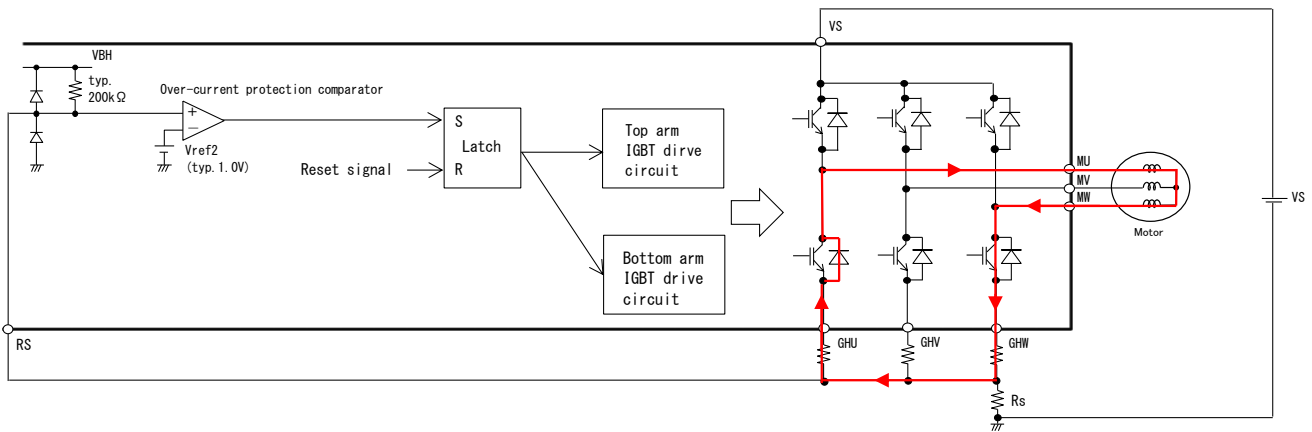 VS
VBH
typ.
200kΩ
Over-current protection comparator
+
−
Vref2
(typ.1.0V)
S
Latch
R
Reset signal
Top arm
IGBT dirve
circuit
Bottom arm
IGBT drive
circuit
MU
MV
MW
Motor
VS
RS
GHU
GHV
GHW
Rs